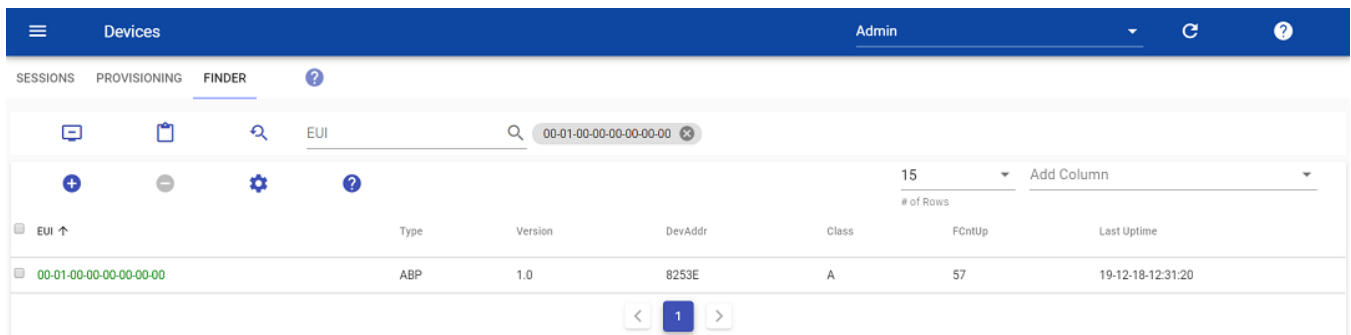 Devices Admin
SESSIONS PROVISIONING FINDER
EUI 00-01-00-00-00-00-00-00
15 Add Column
# of Rows
EUI Type Version DevAddr Class FCntUp Last Uptime
00-01-00-00-00-00-00-00 ABP 1.0 8253E A 57 19-12-18-12:31:20
1